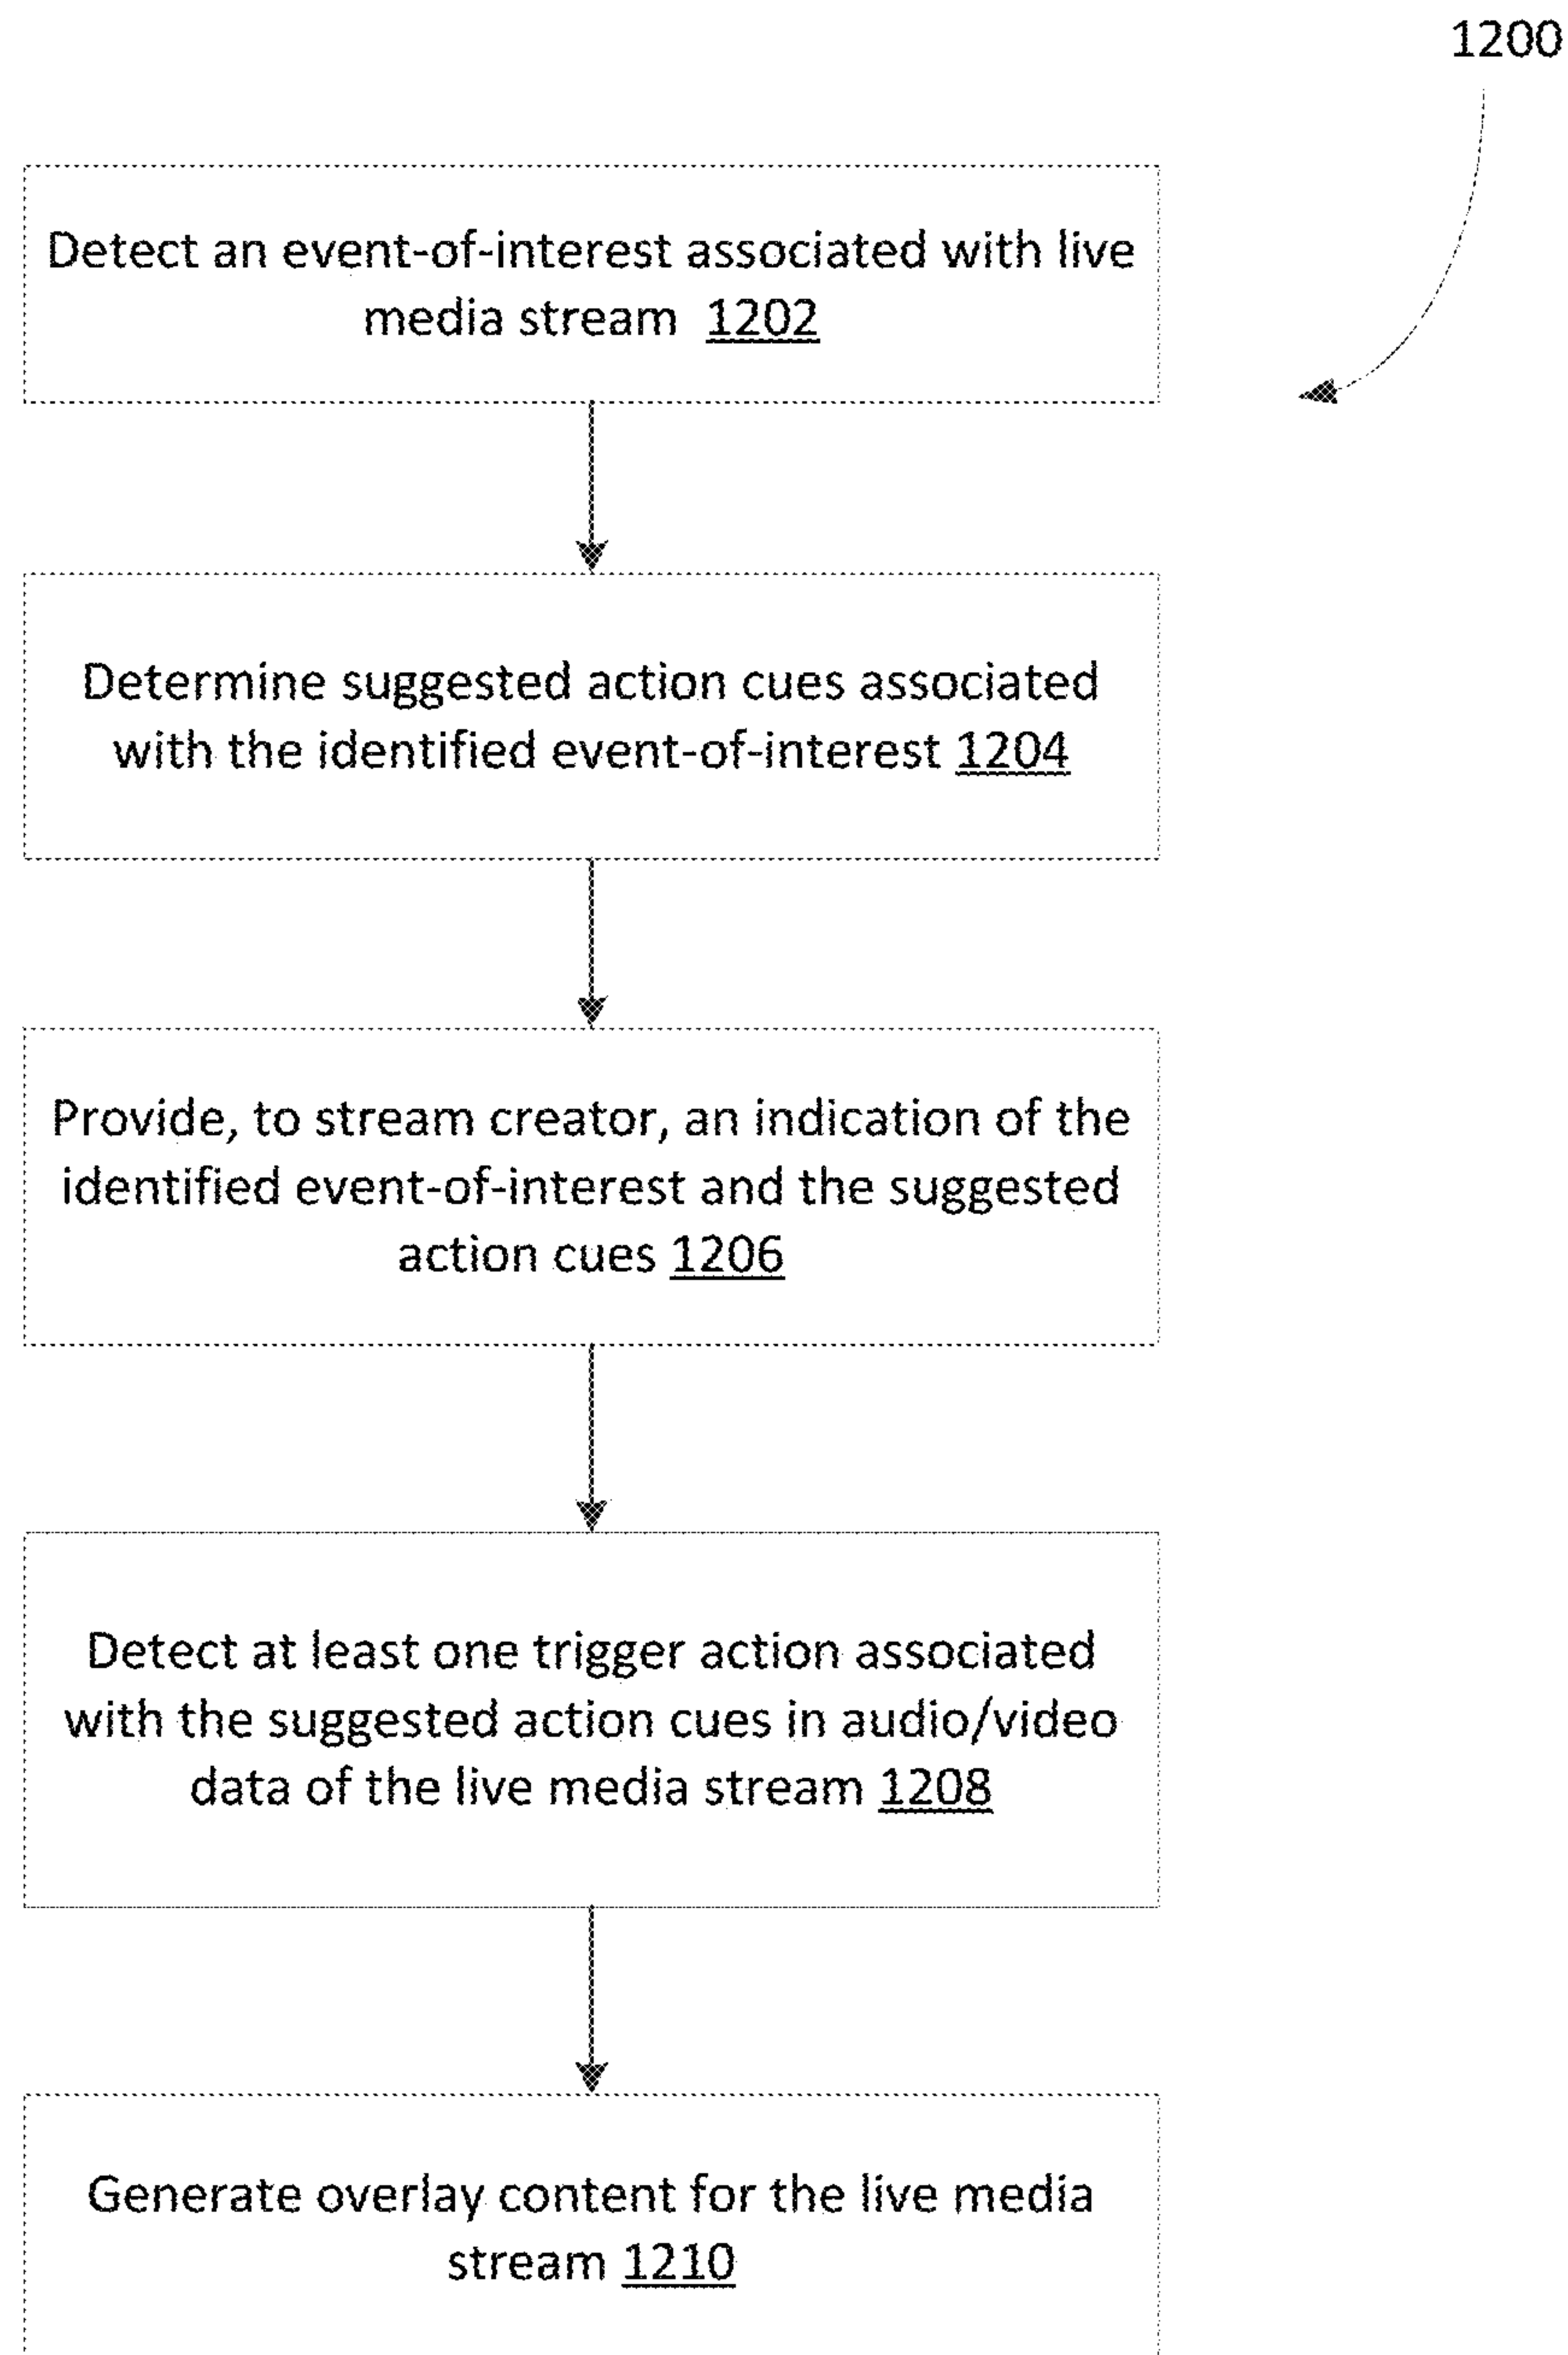 1200
Detect an event-of-interest associated with live
media stream 1202
Determine suggested action cues associated
with the identified event-of-interest 1204
Provide, to stream creator, an indication of the
identified event-of-interest and the suggested
action cues 1206
Detect at least one trigger action associated
with the suggested action cues in audio/video
data of the live media stream 1208
Generate overlay content for the live media
stream 1210